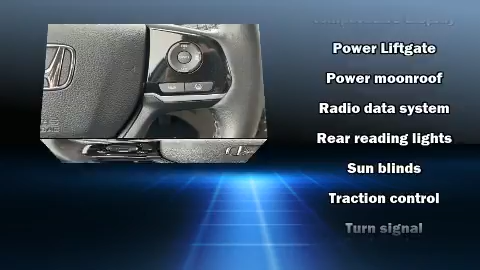 Power Liftgate
Power moonroof
Radio data system
Rear reading lights
Sun blinds
Traction control
Turn signal